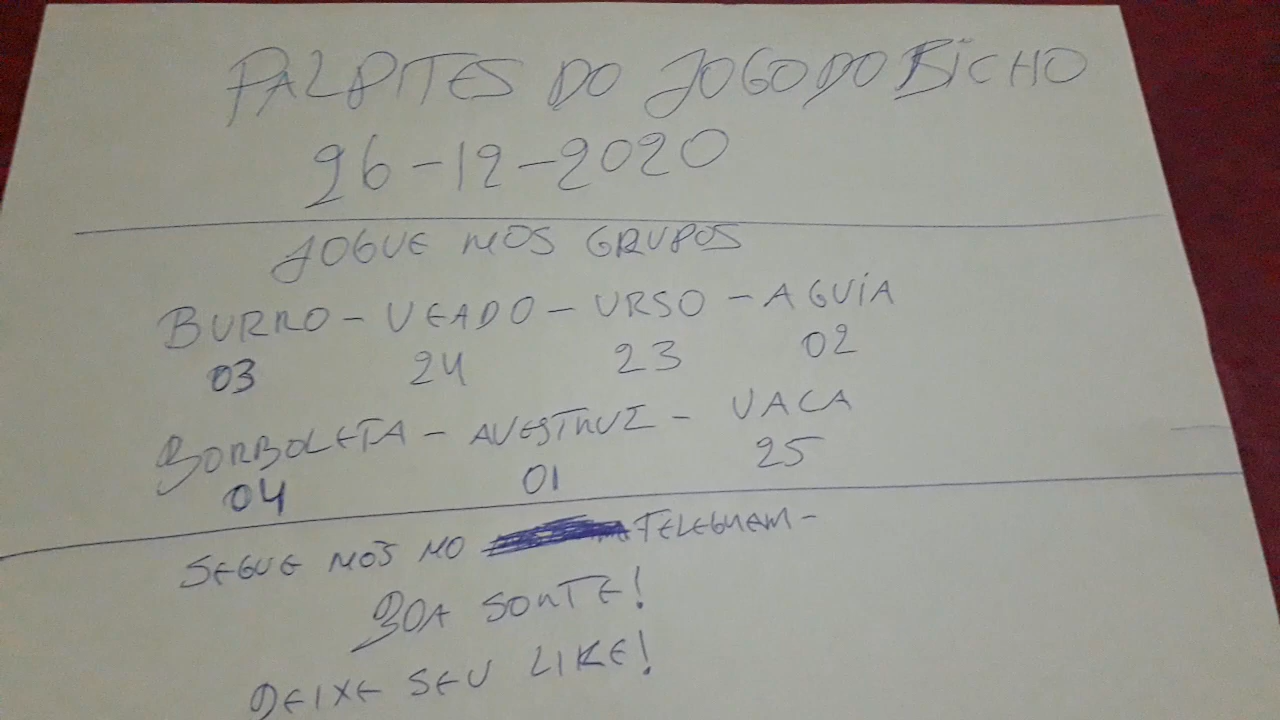 PALPITES DO JOGO DO BICHO
26-12-2020
JOGUE NOS GRUPOS
BURRO - VEADO - URSO - AGUIA
03 24 23 02
BORBOLETA - AVESTRUZ - VACA
04 01 25
SEGUE NOS NO TELEGRAM -
BOA SORTE!
DEIXE SEU LIKE!